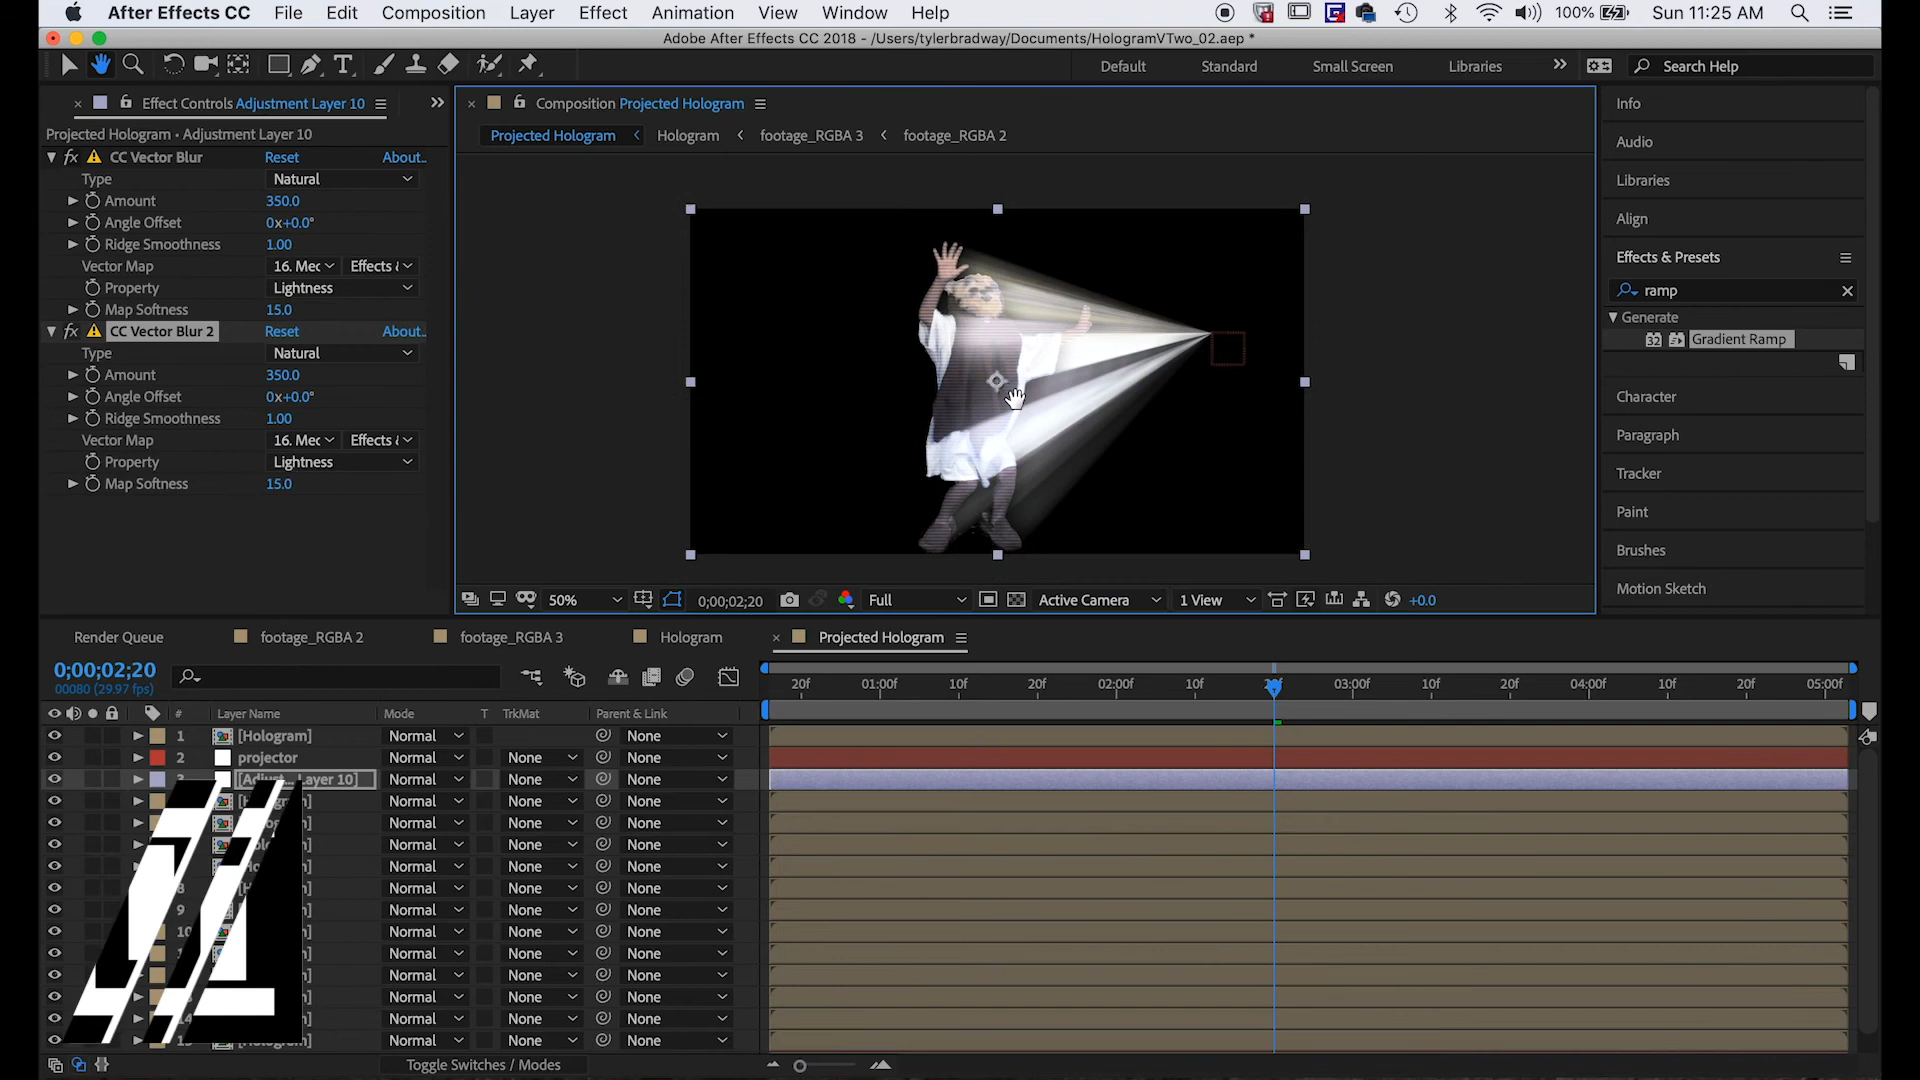 After Effects CC File Edit Composition Layer Effect Animation View Window Help 100% Sun 11:25 AM
Adobe After Effects CC 2018 - /Users/tylerbradway/Documents/HologramVTwo_02.aep *
Default Standard Small Screen Libraries Search Help
Effect Controls Adjustment Layer 10
Projected Hologram • Adjustment Layer 10
fx CC Vector Blur Reset About..
Type Natural
Amount 350.0
Angle Offset 0x+0.0°
Ridge Smoothness 1.00
Vector Map 16. Mec Effects &
Property Lightness
Map Softness 15.0
fx CC Vector Blur 2 Reset About..
Type Natural
Amount 350.0
Angle Offset 0x+0.0°
Ridge Smoothness 1.00
Vector Map 16. Mec Effects &
Property Lightness
Map Softness 15.0
Composition Projected Hologram
Projected Hologram Hologram footage_RGBA 3 footage_RGBA 2
50% 0;00;02;20 Full Active Camera 1 View +0.0
Info
Audio
Libraries
Align
Effects & Presets
ramp
Generate
32 Gradient Ramp
Character
Paragraph
Tracker
Paint
Brushes
Motion Sketch
Render Queue footage_RGBA 2 footage_RGBA 3 Hologram Projected Hologram
0;00;02;20
00080 (29.97 fps)
20f 01:00f 10f 20f 02:00f 10f 03:00f 10f 20f 04:00f 10f 20f 05:00f
# Layer Name Mode T TrkMat Parent & Link
1 [Hologram] Normal None
2 projector Normal None None
[Adjust... Layer 10] Normal None None
Normal None None
Normal None None
Normal None None
Normal None None
8 Normal None None
9 Normal None None
10 Normal None None
Normal None None
Normal None None
Normal None None
Normal None None
[Hologram] Normal None None
Toggle Switches / Modes